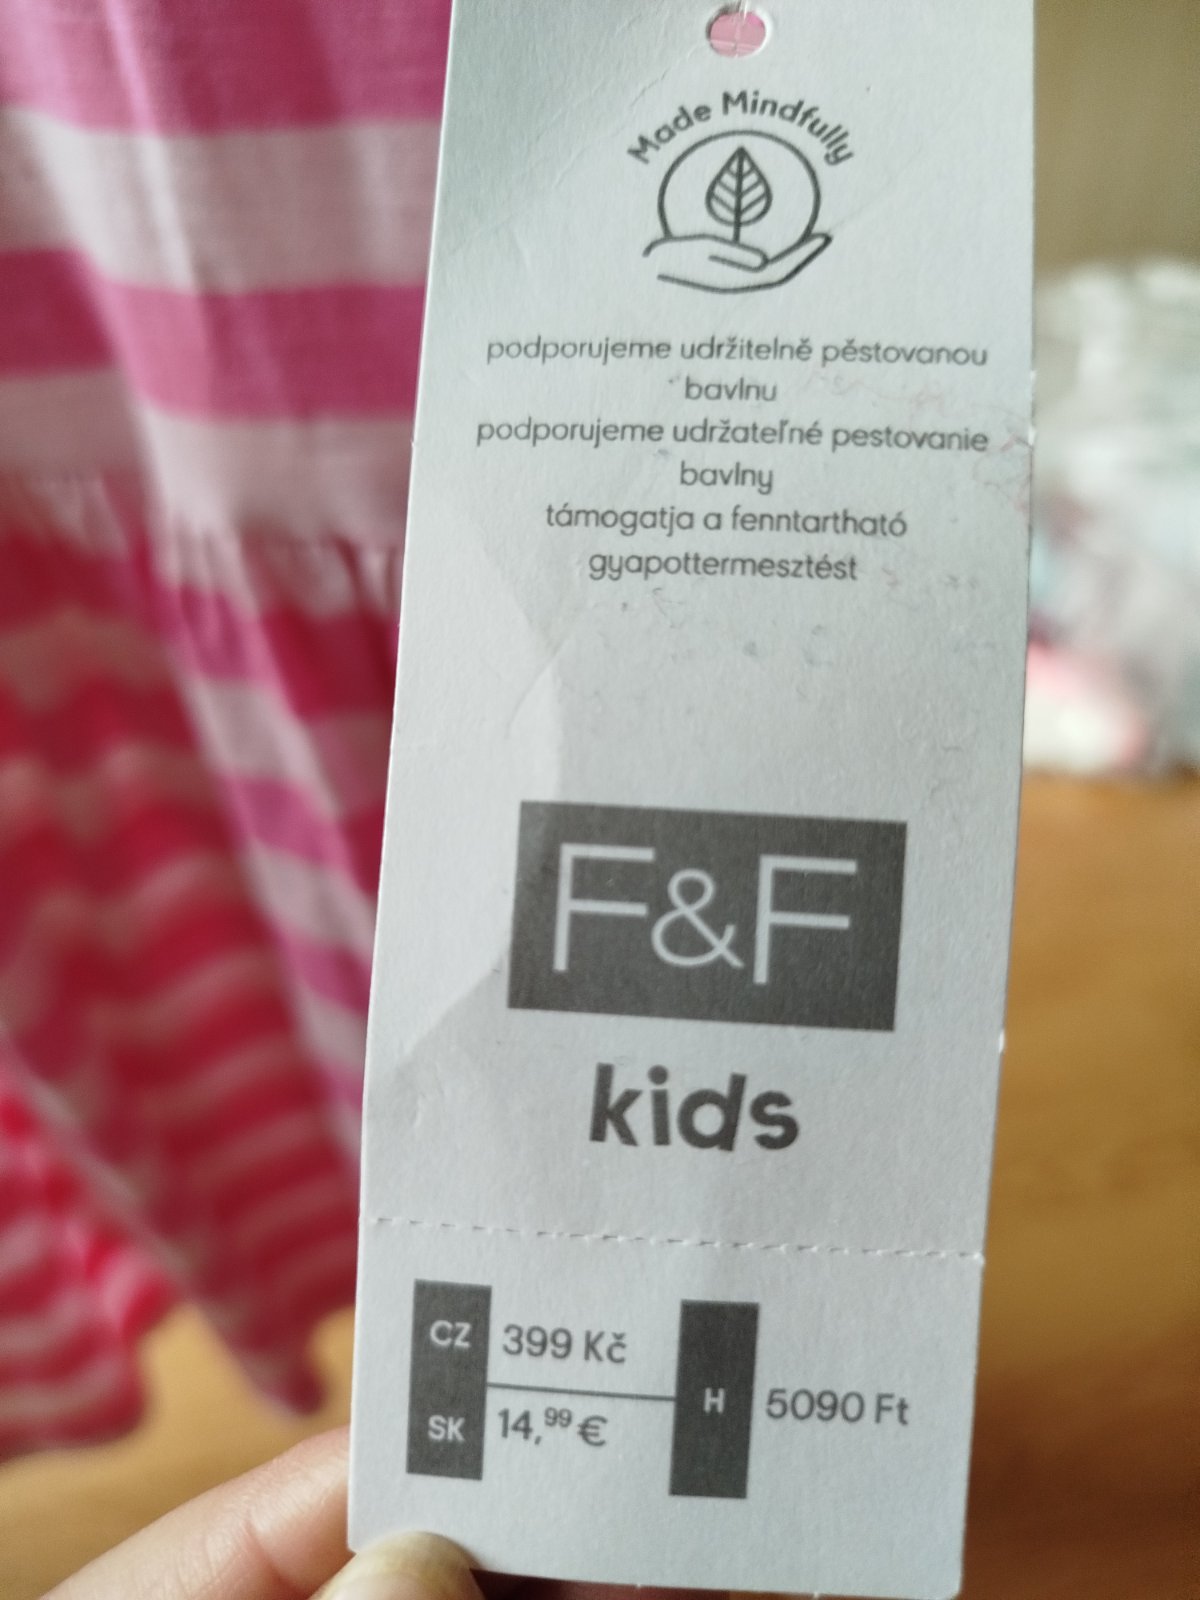 Made Mindfully
podporujeme udržitelně pěstovanou
bavlnu
podporujeme udržateľné pestovanie
bavlny
támogatja a fenntartható
gyapottermesztést
F&F
kids
CZ 399 Kč
SK 14,99 €
H 5090 Ft